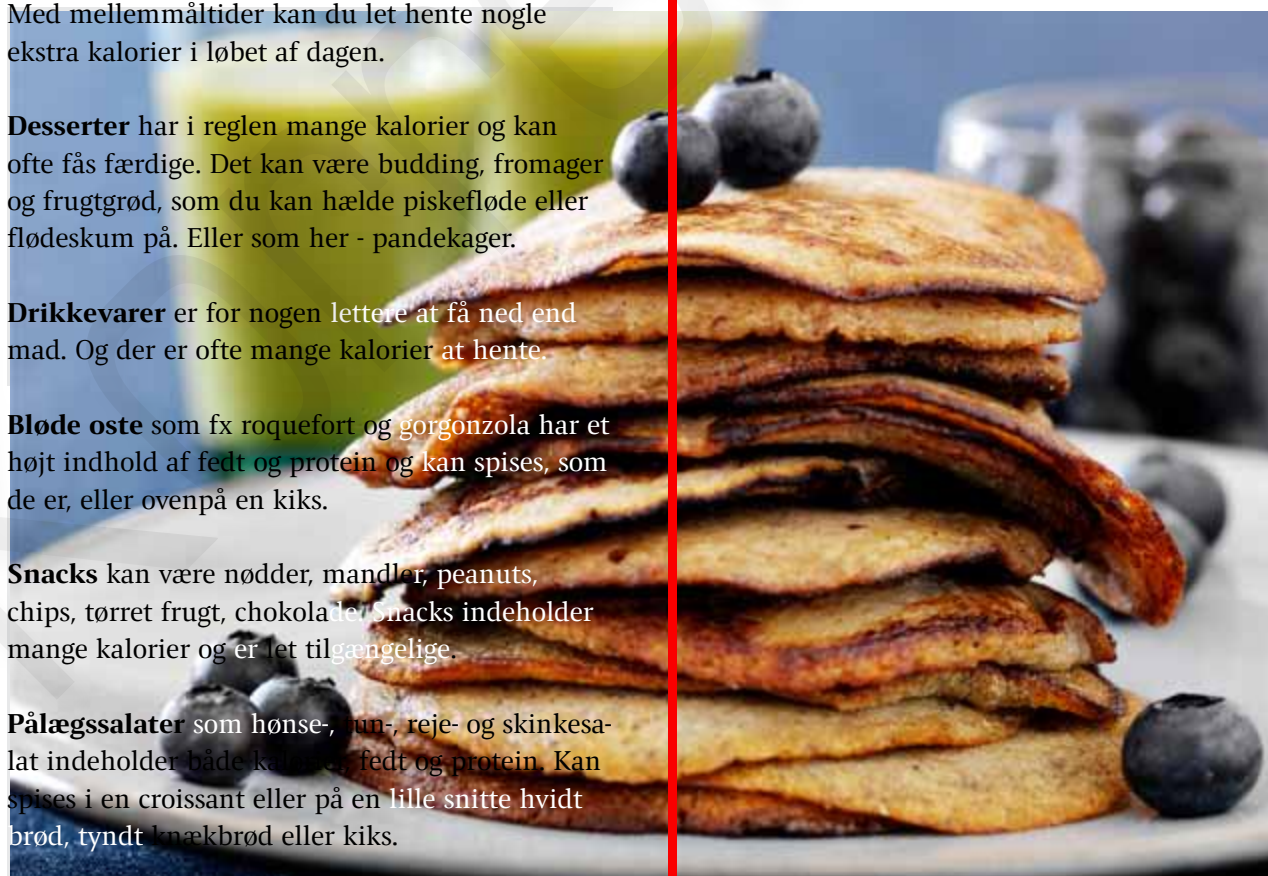 Med mellemmåltider kan du let hente nogle
ekstra kalorier i løbet af dagen.
Desserter har i reglen mange kalorier og kan
ofte fås færdige. Det kan være budding, fromager
og frugtgrød, som du kan hælde piskefløde eller
flødeskum på. Eller som her - pandekager.
Drikkevarer er for nogen lettere at få ned end
mad. Og der er ofte mange kalorier at hente.
Bløde oste som fx roquefort og gorgonzola har et
højt indhold af fedt og protein og kan spises, som
de er, eller ovenpå en kiks.
Snacks kan være nødder, mandler, peanuts,
chips, tørret frugt, chokolade. Snacks indeholder
mange kalorier og er let tilgængelige.
Pålægssalater som hønse-, tun-, reje- og skinkesa-
lat indeholder både kalorier, fedt og protein. Kan
spises i en croissant eller på en lille snitte hvidt
brød, tyndt knækbrød eller kiks.